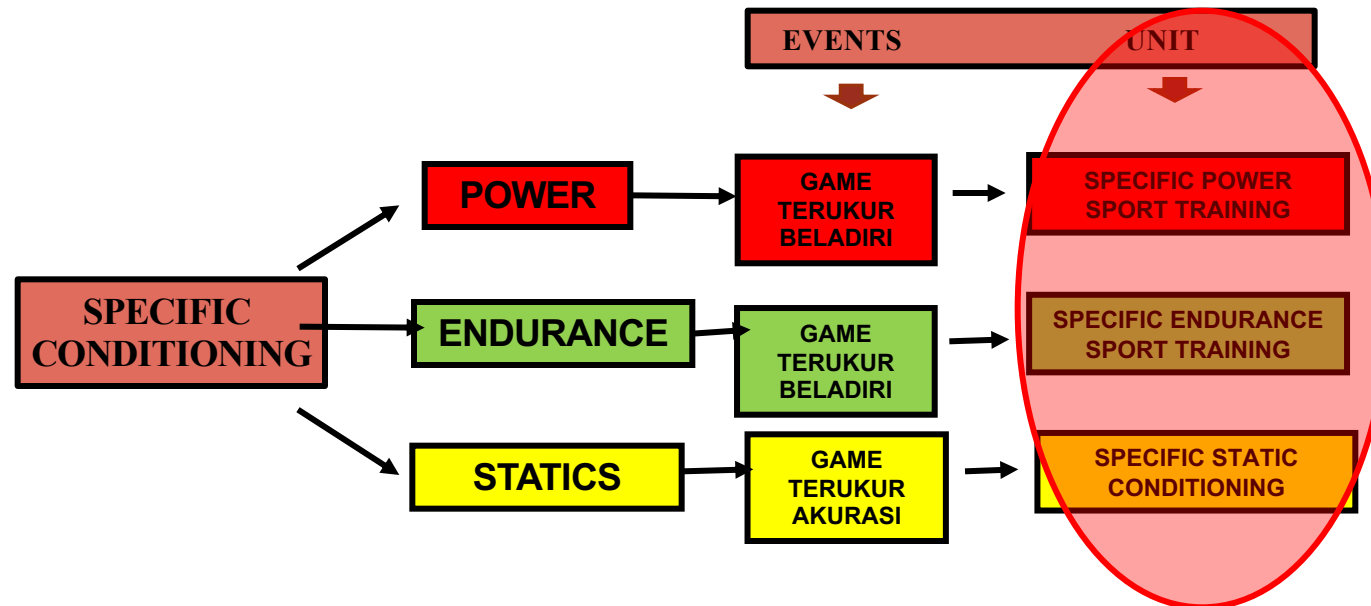 EVENTS UNIT
POWER
GAME
TERUKUR
BELADIRI
SPECIFIC POWER
SPORT TRAINING
SPECIFIC
CONDITIONING
ENDURANCE
GAME
TERUKUR
BELADIRI
SPECIFIC ENDURANCE
SPORT TRAINING
STATICS
GAME
TERUKUR
AKURASI
SPECIFIC STATIC
CONDITIONING